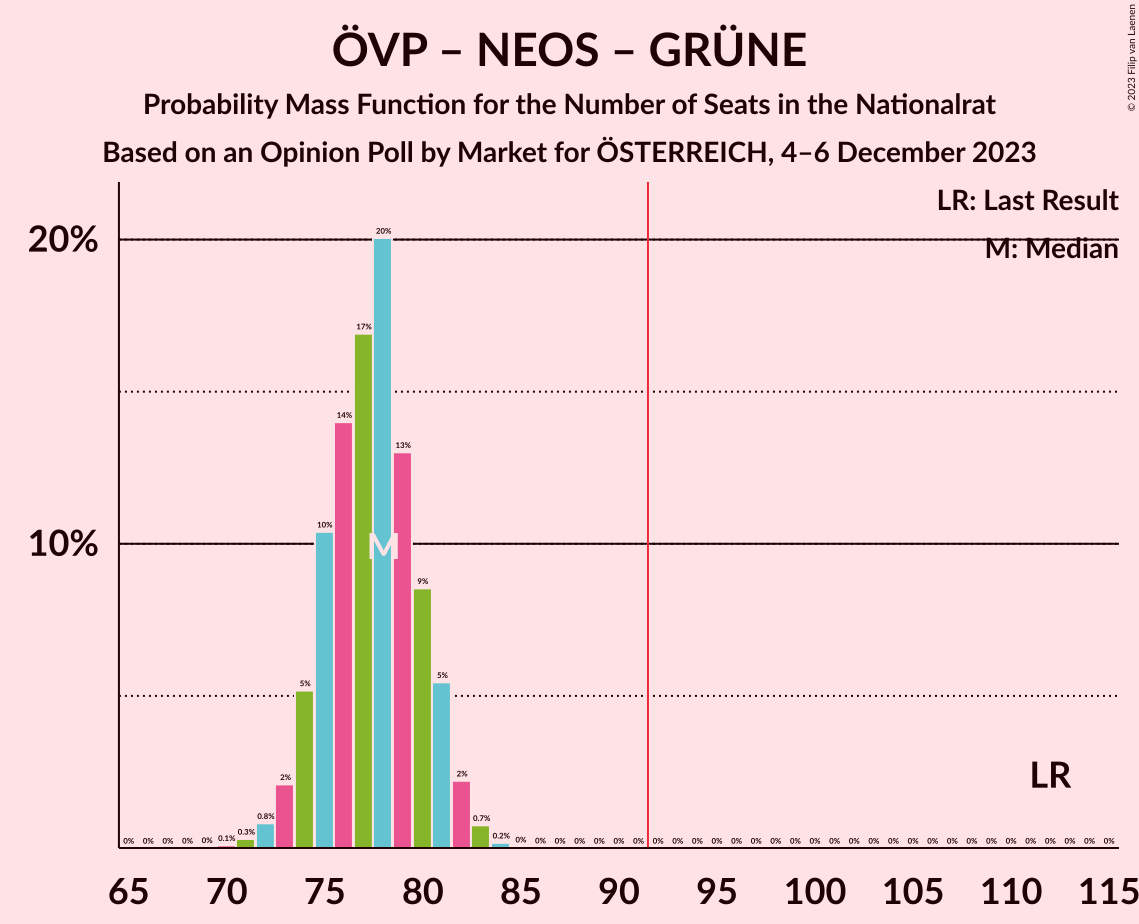 ÖVP – NEOS – GRÜNE
Probability Mass Function for the Number of Seats in the Nationalrat
Based on an Opinion Poll by Market for ÖSTERREICH, 4–6 December 2023
© 2023 Filip van Laenen
LR: Last Result
M: Median
20%
10%
0% 0% 0% 0% 0% 0.1% 0.3% 0.8% 2% 5% 10% 14% 17% 20% 13% 9% 5% 2% 0.7% 0.2% 0% 0% 0% 0% 0% 0% 0% 0% 0% 0% 0% 0% 0% 0% 0% 0% 0% 0% 0% 0% 0% 0% 0% 0% 0% 0% 0% 0% 0% 0% 0%
M
LR
65 70 75 80 85 90 95 100 105 110 115